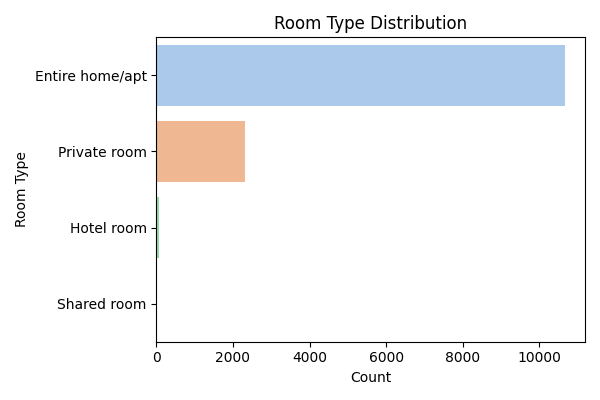 Room Type Distribution
Room Type
Entire home/apt
Private room
Hotel room
Shared room
0 2000 4000 6000 8000 10000
Count